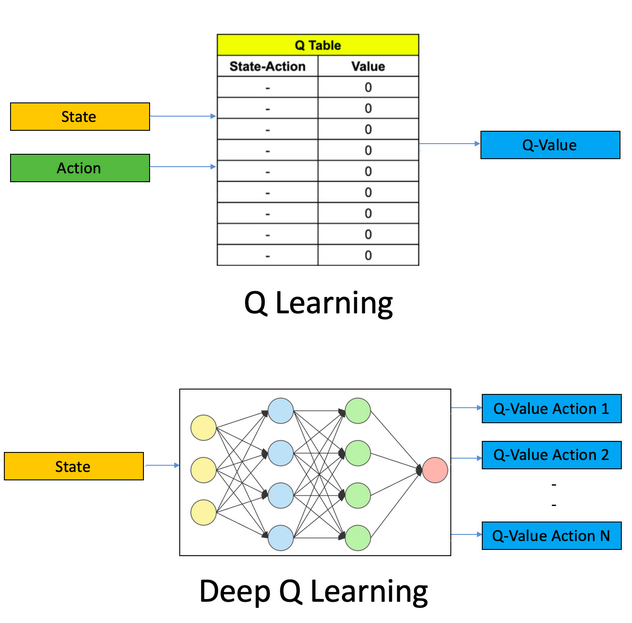 Q Table
State-Action Value
- 0
- 0
- 0
- 0
- 0
- 0
- 0
- 0
- 0
State
Action
Q-Value
Q Learning
State
Q-Value Action 1
Q-Value Action 2
-
-
Q-Value Action N
Deep Q Learning